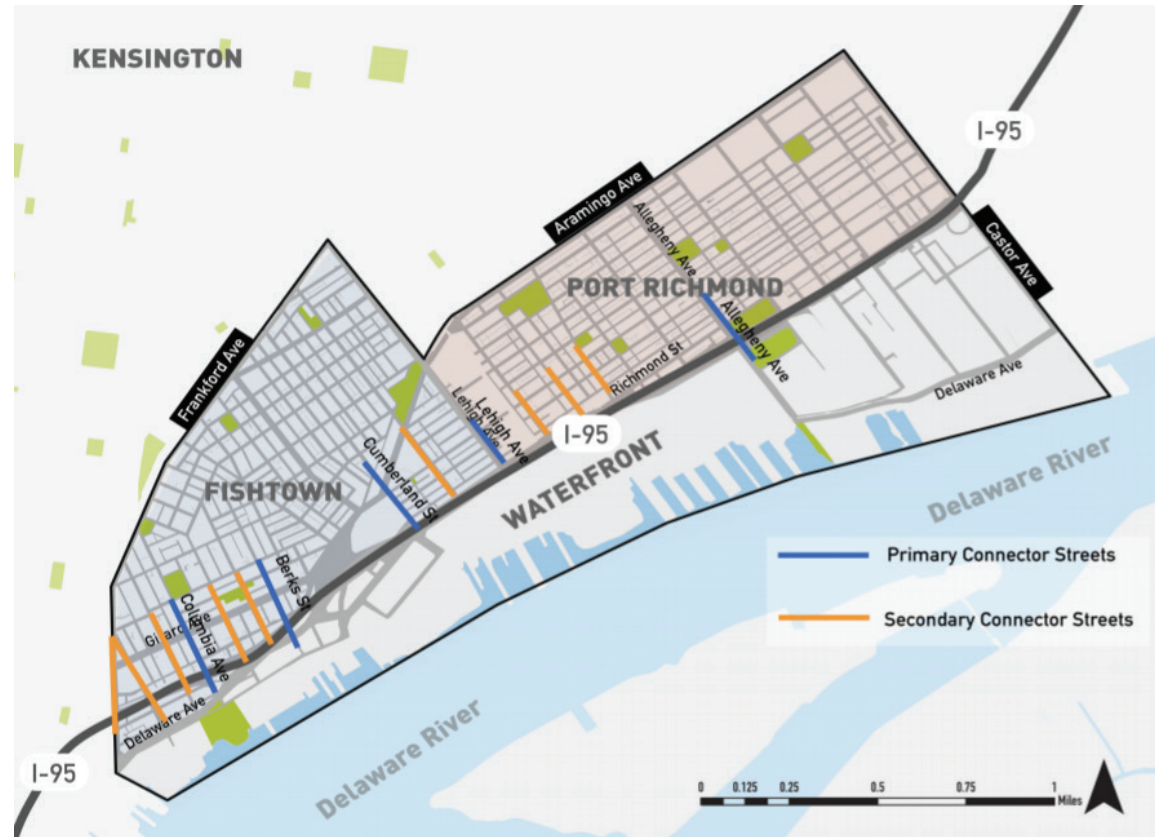 KENSINGTON
I-95
Aramingo Ave
Allegheny Ave
Castor Ave
PORT RICHMOND
Allegheny Ave
Frankford Ave
Richmond St
Delaware Ave
Lehigh Ave
Lehigh Ave
I-95
Cumberland St
WATERFRONT
FISHTOWN
Delaware River
Primary Connector Streets
Berks St
Columbia Ave
Girard Ave
Secondary Connector Streets
Delaware Ave
Delaware River
I-95
0 0.125 0.25 0.5 0.75 1
Miles